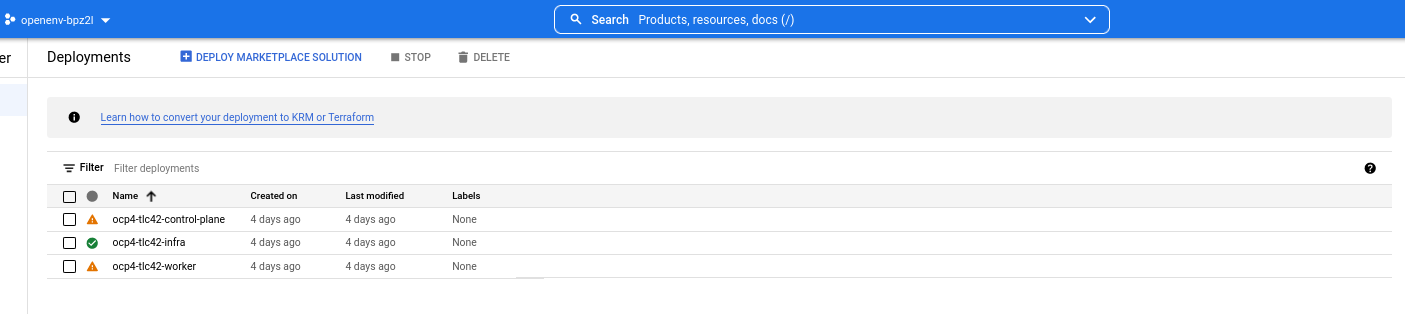 openenv-bpz2l
Search Products, resources, docs (/)
er
Deployments
DEPLOY MARKETPLACE SOLUTION
STOP
DELETE
Learn how to convert your deployment to KRM or Terraform
Filter Filter deployments
Name Created on Last modified Labels
ocp4-tlc42-control-plane 4 days ago 4 days ago None
ocp4-tlc42-infra 4 days ago 4 days ago None
ocp4-tlc42-worker 4 days ago 4 days ago None